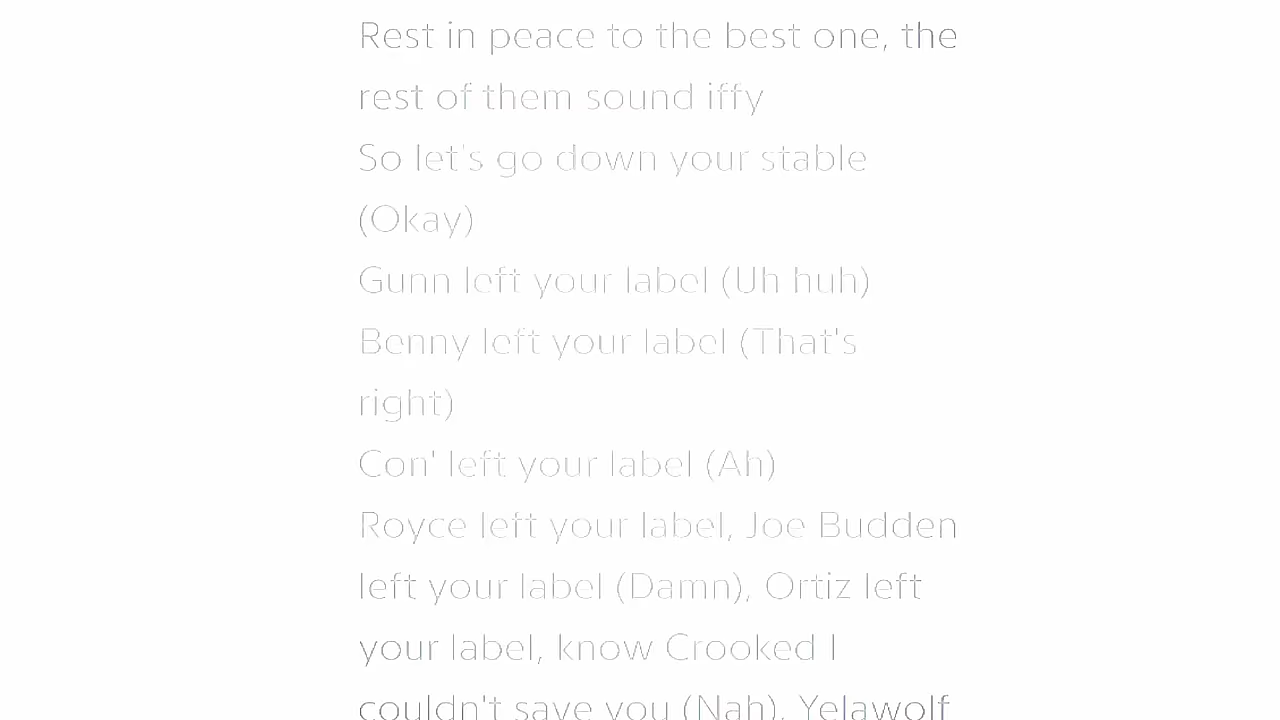 Rest in peace to the best one, the
rest of them sound iffy
So let's go down your stable
(Okay)
Gunn left your label (Uh huh)
Benny left your label (That's
right)
Con' left your label (Ah)
Royce left your label, Joe Budden
left your label (Damn), Ortiz left
your label, know Crooked I
couldn't save you (Nah), Yelawolf